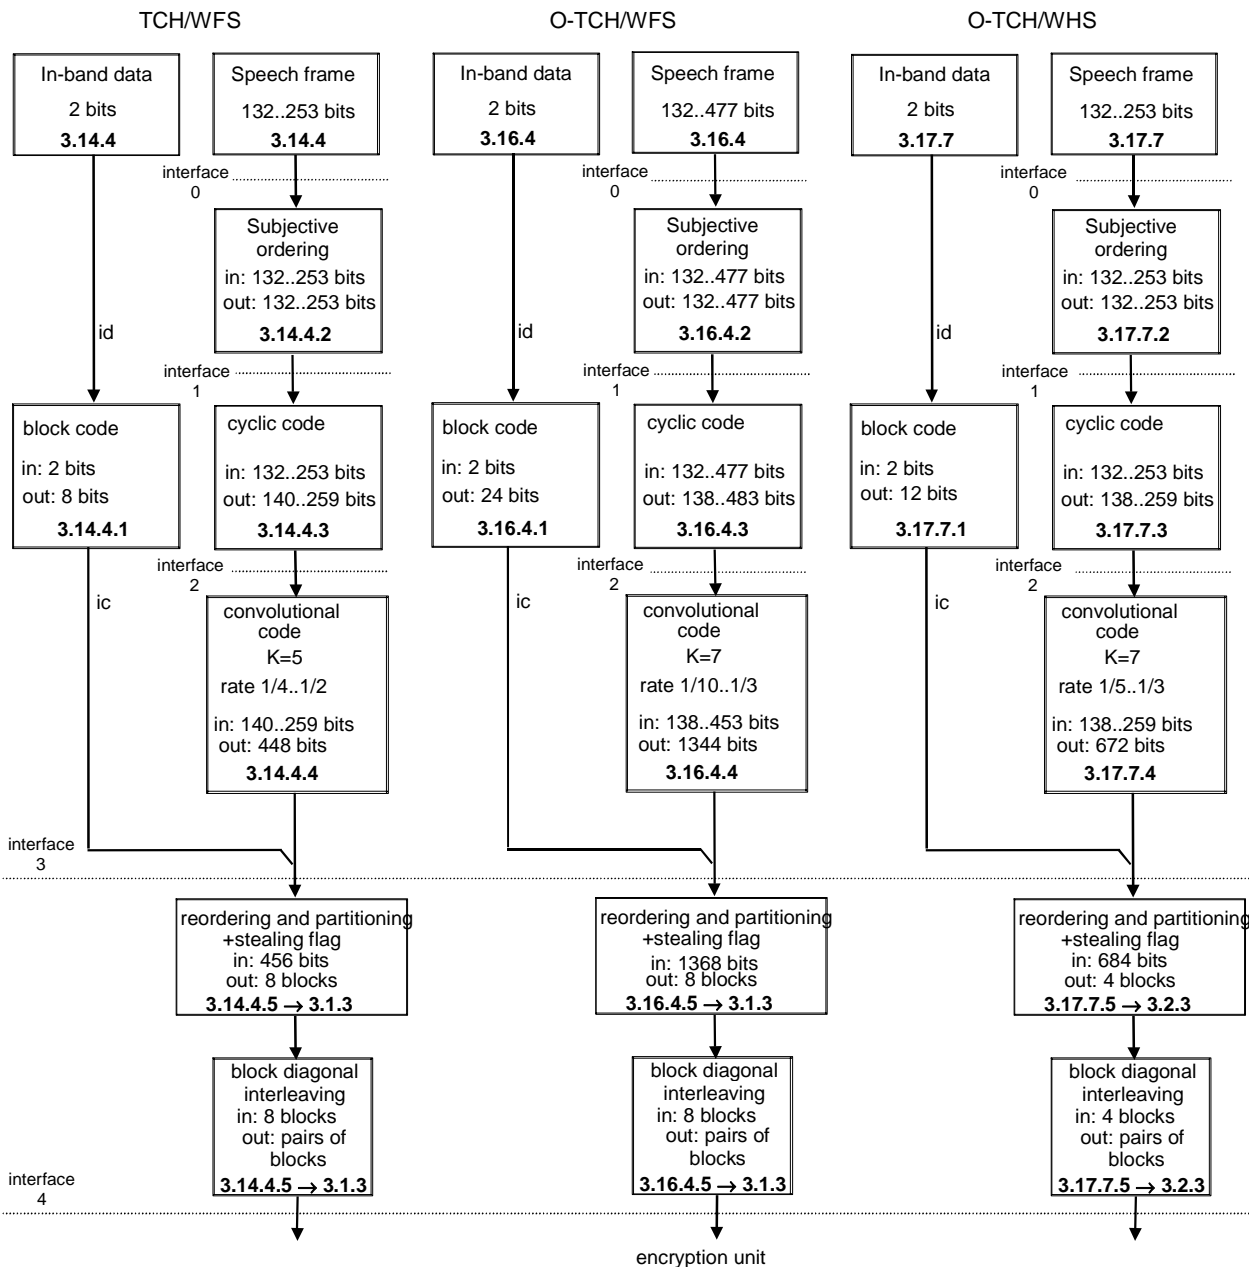 TCH/WFS
In-band data
2 bits
3.14.4
Speech frame
132..253 bits
3.14.4
interface
0
Subjective
ordering
in: 132..253 bits
out: 132..253 bits
3.14.4.2
id
interface
1
block code
in: 2 bits
out: 8 bits
3.14.4.1
cyclic code
in: 132..253 bits
out: 140..259 bits
3.14.4.3
interface
2
ic
convolutional
code
K=5
rate 1/4..1/2
in: 140..259 bits
out: 448 bits
3.14.4.4
interface
3
reordering and partitioning
+stealing flag
in: 456 bits
out: 8 blocks
3.14.4.5 → 3.1.3
block diagonal
interleaving
in: 8 blocks
out: pairs of
blocks
3.14.4.5 → 3.1.3
interface
4
O-TCH/WFS
In-band data
2 bits
3.16.4
Speech frame
132..477 bits
3.16.4
interface
0
Subjective
ordering
in: 132..477 bits
out: 132..477 bits
3.16.4.2
id
interface
1
block code
in: 2 bits
out: 24 bits
3.16.4.1
cyclic code
in: 132..477 bits
out: 138..483 bits
3.16.4.3
interface
2
ic
convolutional
code
K=7
rate 1/10..1/3
in: 138..453 bits
out: 1344 bits
3.16.4.4
reordering and partitioning
+stealing flag
in: 1368 bits
out: 8 blocks
3.16.4.5 → 3.1.3
block diagonal
interleaving
in: 8 blocks
out: pairs of
blocks
3.16.4.5 → 3.1.3
encryption unit
O-TCH/WHS
In-band data
2 bits
3.17.7
Speech frame
132..253 bits
3.17.7
interface
0
Subjective
ordering
in: 132..253 bits
out: 132..253 bits
3.17.7.2
id
interface
1
block code
in: 2 bits
out: 12 bits
3.17.7.1
cyclic code
in: 132..253 bits
out: 138..259 bits
3.17.7.3
interface
2
ic
convolutional
code
K=7
rate 1/5..1/3
in: 138..259 bits
out: 672 bits
3.17.7.4
reordering and partitioning
+stealing flag
in: 684 bits
out: 4 blocks
3.17.7.5 → 3.2.3
block diagonal
interleaving
in: 4 blocks
out: pairs of
blocks
3.17.7.5 → 3.2.3